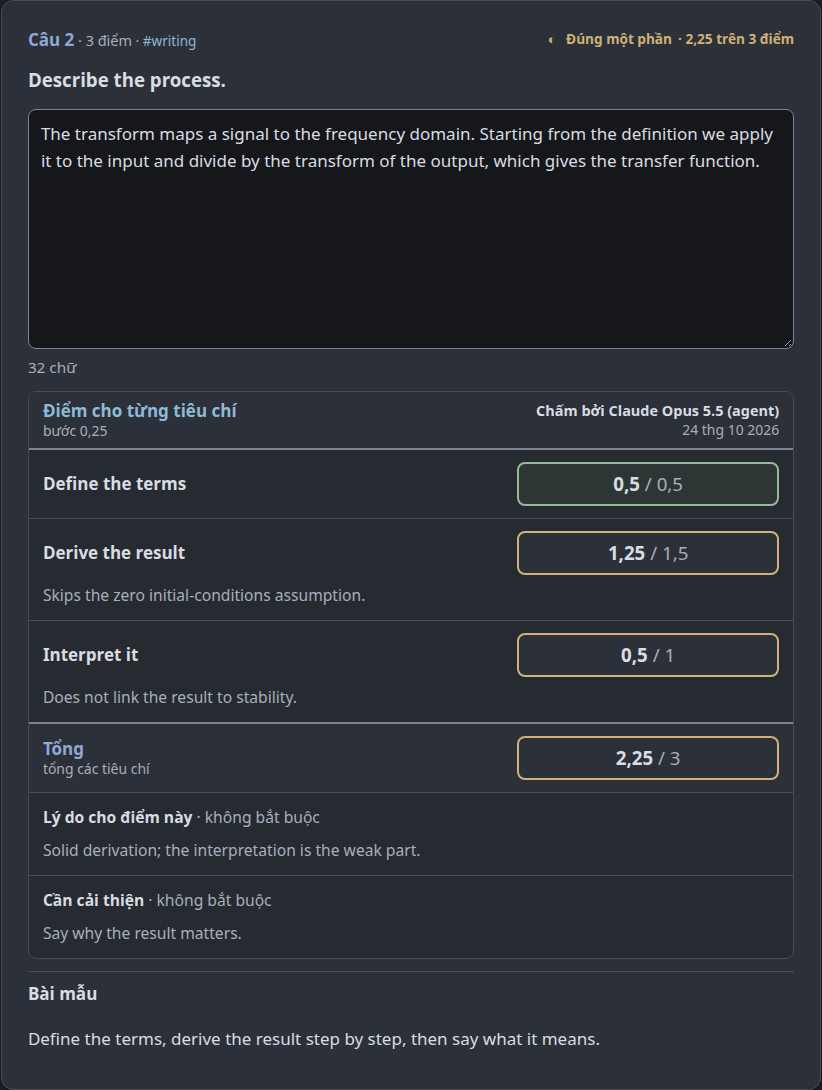 Câu 2 · 3 điểm · #writing
Đúng một phần · 2,25 trên 3 điểm
Describe the process.
The transform maps a signal to the frequency domain. Starting from the definition we apply
it to the input and divide by the transform of the output, which gives the transfer function.
32 chữ
Điểm cho từng tiêu chí
bước 0,25
Chấm bởi Claude Opus 5.5 (agent)
24 thg 10 2026
Define the terms
0,5 / 0,5
Derive the result
1,25 / 1,5
Skips the zero initial-conditions assumption.
Interpret it
0,5 / 1
Does not link the result to stability.
Tổng
tổng các tiêu chí
2,25 / 3
Lý do cho điểm này · không bắt buộc
Solid derivation; the interpretation is the weak part.
Cần cải thiện · không bắt buộc
Say why the result matters.
Bài mẫu
Define the terms, derive the result step by step, then say what it means.